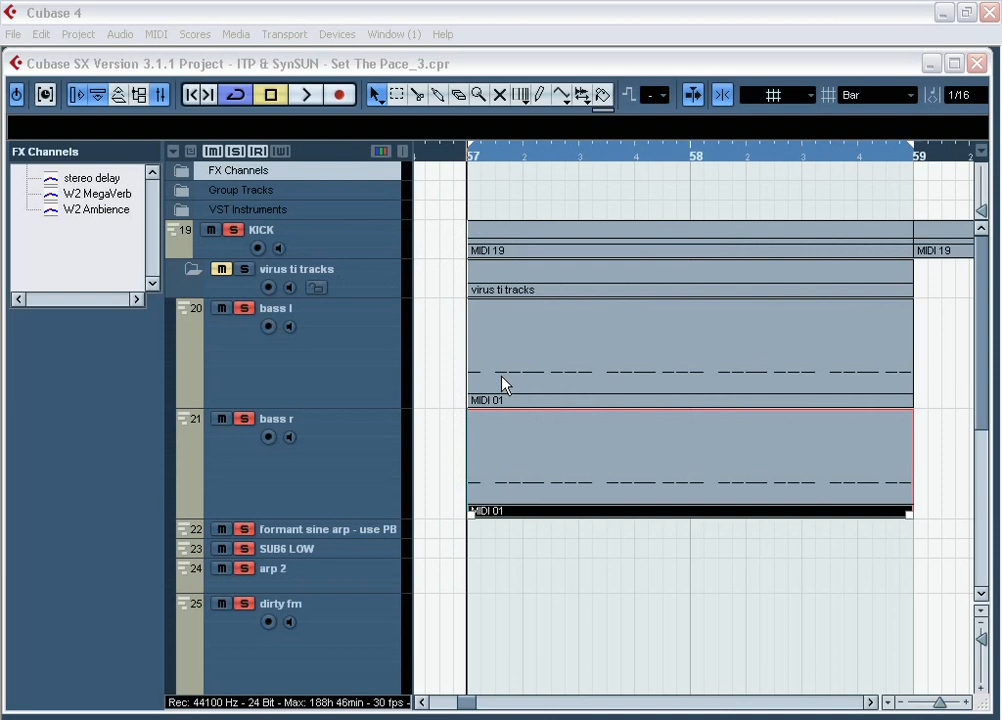 Cubase 4
File Edit Project Audio MIDI Scores Media Transport Devices Window (1) Help
Cubase SX Version 3.1.1 Project - ITP & SynSUN - Set The Pace_3.cpr
- Bar 1/16
FX Channels
stereo delay
W2 MegaVerb
W2 Ambience
[m] [S] [R] [W]
57 2 3 4 58 2 3 4 59 2
FX Channels
Group Tracks
VST Instruments
19 m S KICK
MIDI 19 MIDI 19
m S virus ti tracks
virus ti tracks
20 m S bass l
MIDI 01
21 m S bass r
MIDI 01
22 m S formant sine arp - use PB
23 m S SUB6 LOW
24 m S arp 2
25 m S dirty fm
Rec: 44100 Hz - 24 Bit - Max: 188h 46min - 30 fps -